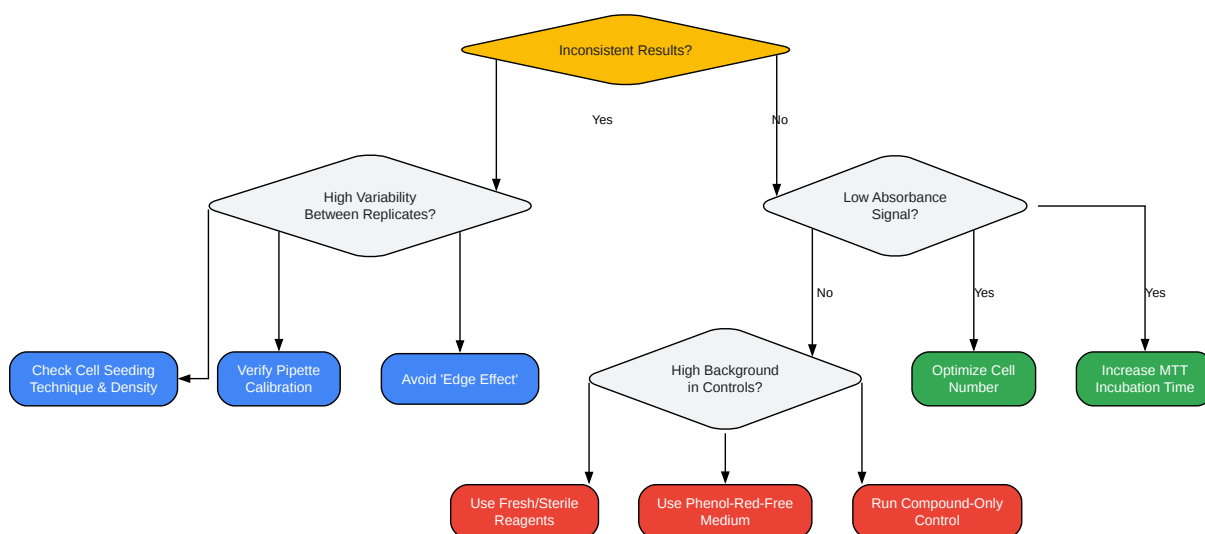 Inconsistent Results?
Yes
No
High Variability
Between Replicates?
Low Absorbance
Signal?
No
Yes
Yes
Check Cell Seeding
Technique & Density
Verify Pipette
Calibration
Avoid 'Edge Effect'
High Background
in Controls?
Optimize Cell
Number
Increase MTT
Incubation Time
Use Fresh/Sterile
Reagents
Use Phenol-Red-Free
Medium
Run Compound-Only
Control